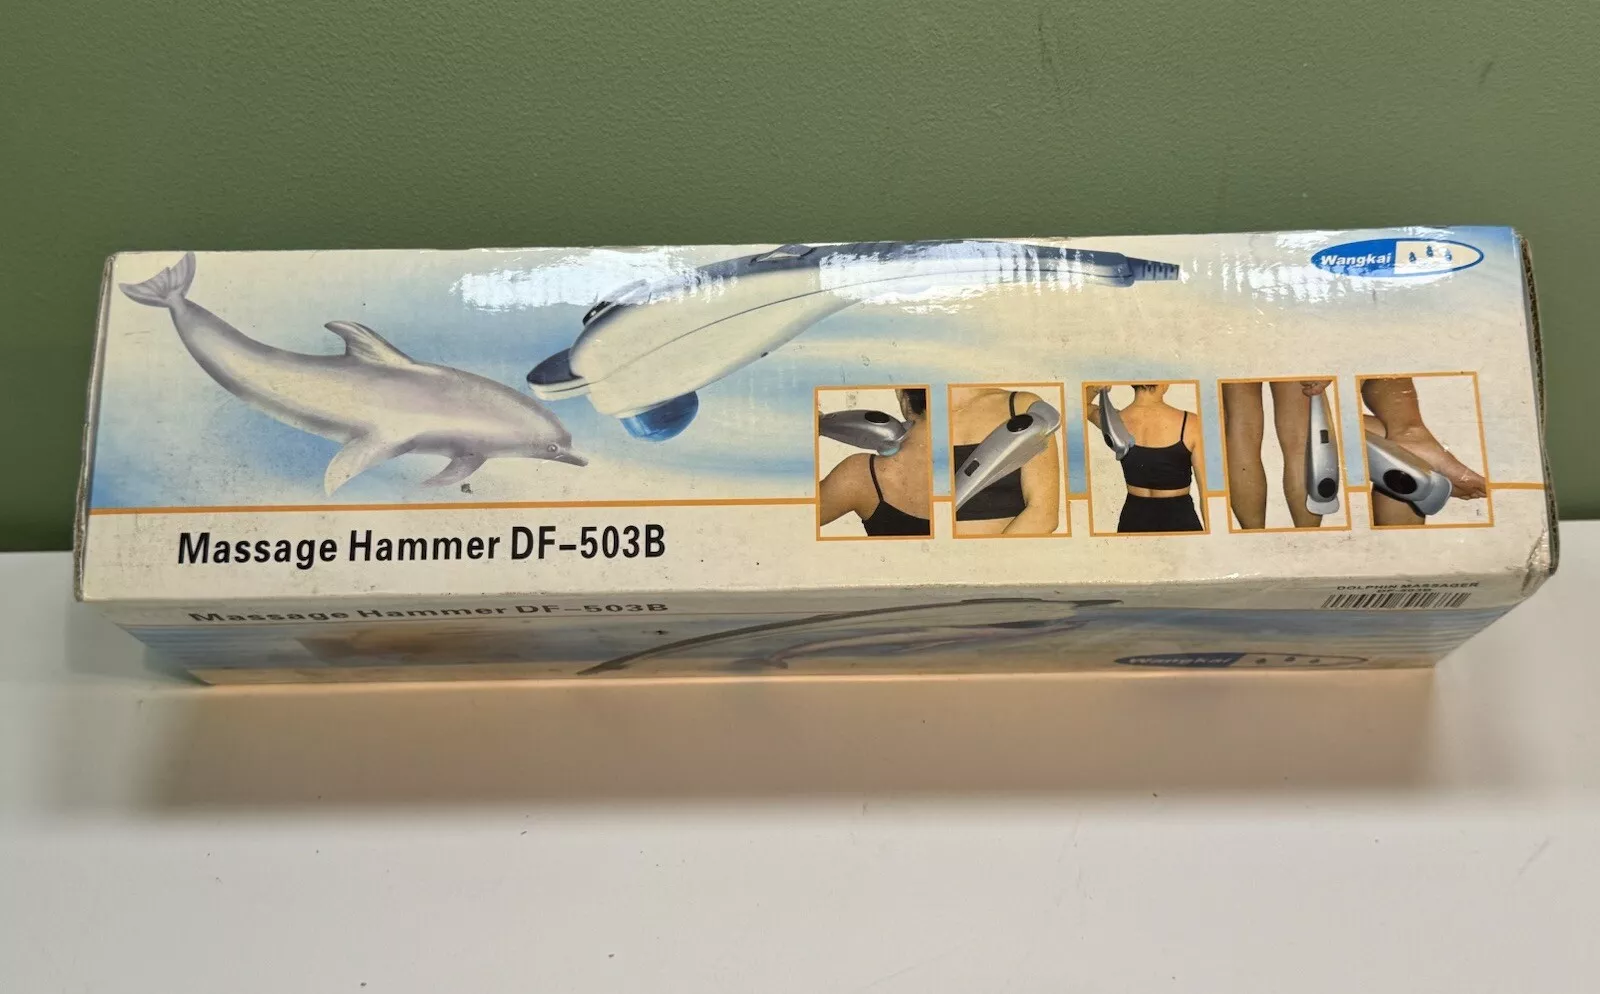 Wangkai
Massage Hammer DF-503B
DOLPHIN MASSAGER
Massage Hammer DF-503B
Wangkai